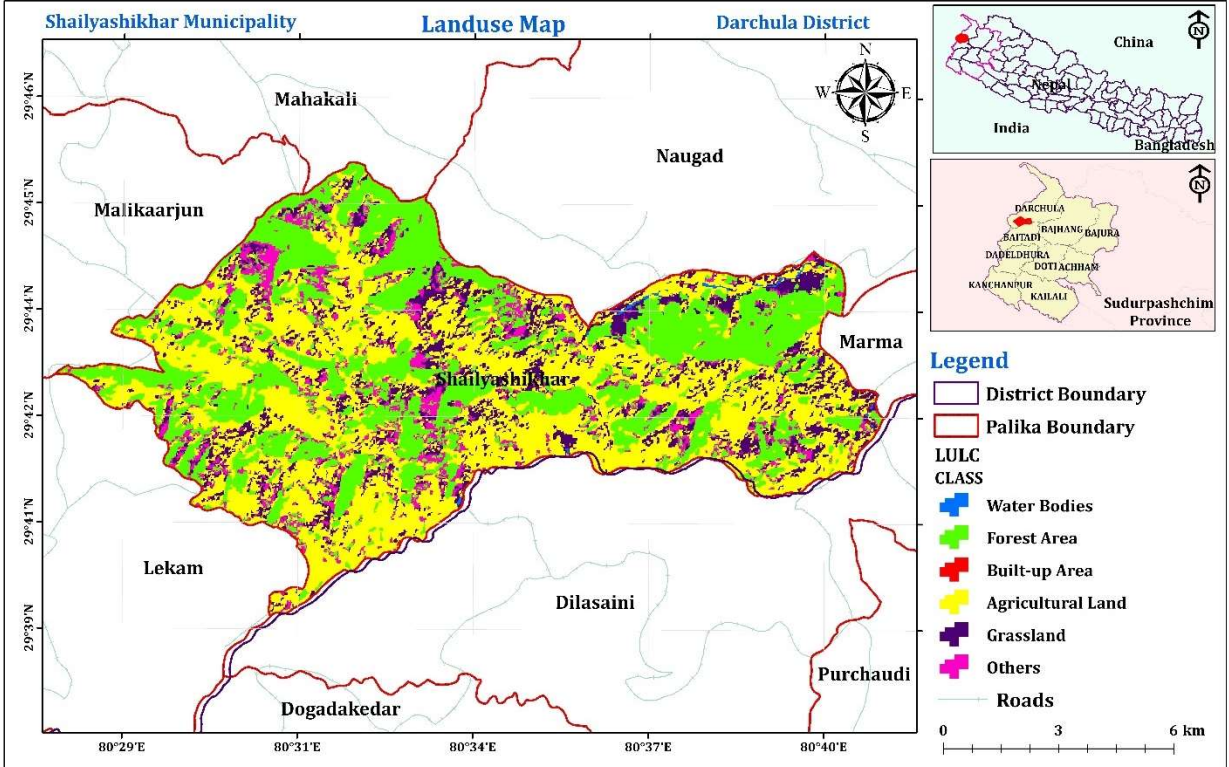 Shailyashikhar Municipality
Landuse Map
Darchula District
N
W E
S
Mahakali
Naugad
Malikaarjun
Marma
Shailyashikhar
Lekam
Dilasaini
Purchaudi
Dogadakedar
29°46'N
29°45'N
29°44'N
29°42'N
29°41'N
29°39'N
80°29'E
80°31'E
80°34'E
80°37'E
80°40'E
China
N
Nepal
India
Bangladesh
N
DARCHULA
BAJHANG
BAJURA
BAITADI
DADELDHURA
DOTI
ACHHAM
KANCHANPUR
KAILALI
Sudurpashchim
Province
Legend
District Boundary
Palika Boundary
LULC
CLASS
Water Bodies
Forest Area
Built-up Area
Agricultural Land
Grassland
Others
Roads
0 3 6 km